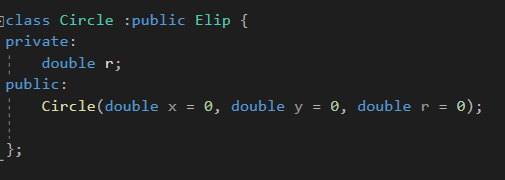 class Circle :public Elip {
private:
double r;
public:
Circle(double x = 0, double y = 0, double r = 0);
};